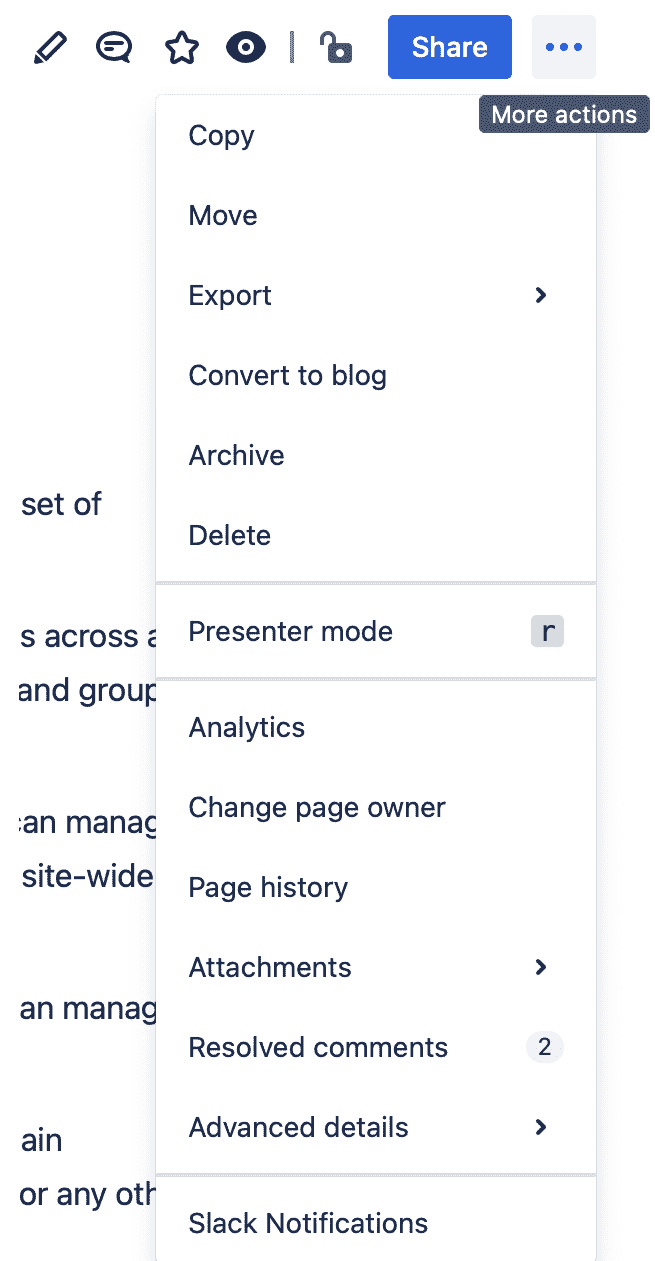 Share
More actions
Copy
Move
Export
Convert to blog
Archive
set of
Delete
Presenter mode r
s across a
and group
Analytics
Change page owner
an manag
site-wide
Page history
Attachments
an manag
Resolved comments 2
Advanced details
ain
or any oth
Slack Notifications